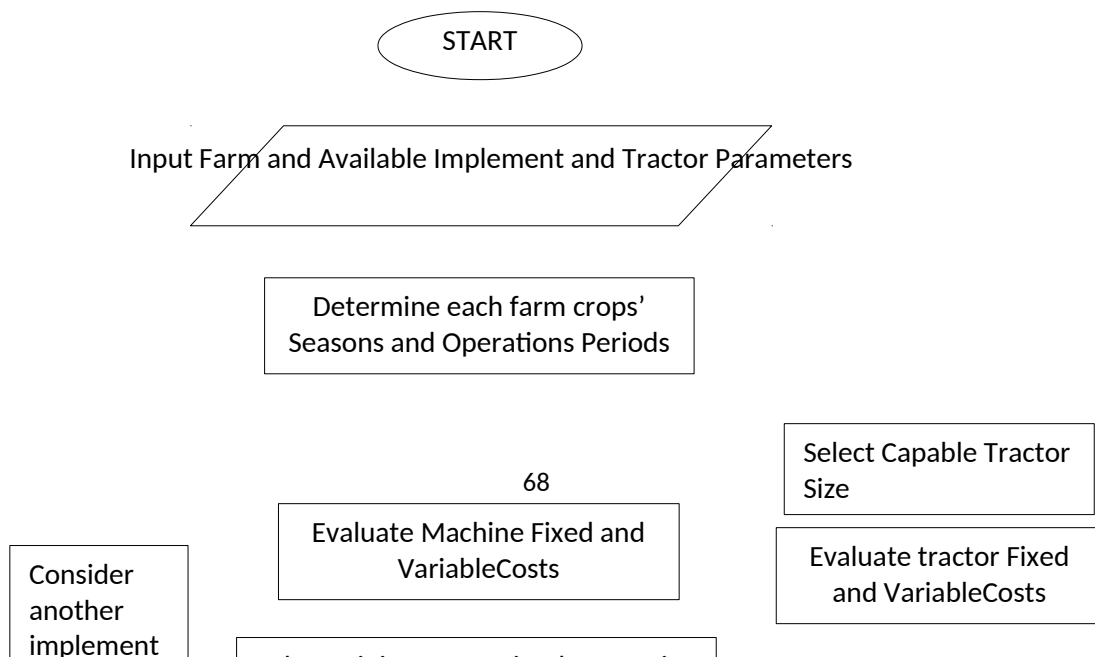 START
Input Farm and Available Implement and Tractor Parameters
Determine each farm crops’
Seasons and Operations Periods
Select Capable Tractor
Size
68
Evaluate Machine Fixed and
VariableCosts
Evaluate tractor Fixed
and VariableCosts
Consider
another
implement